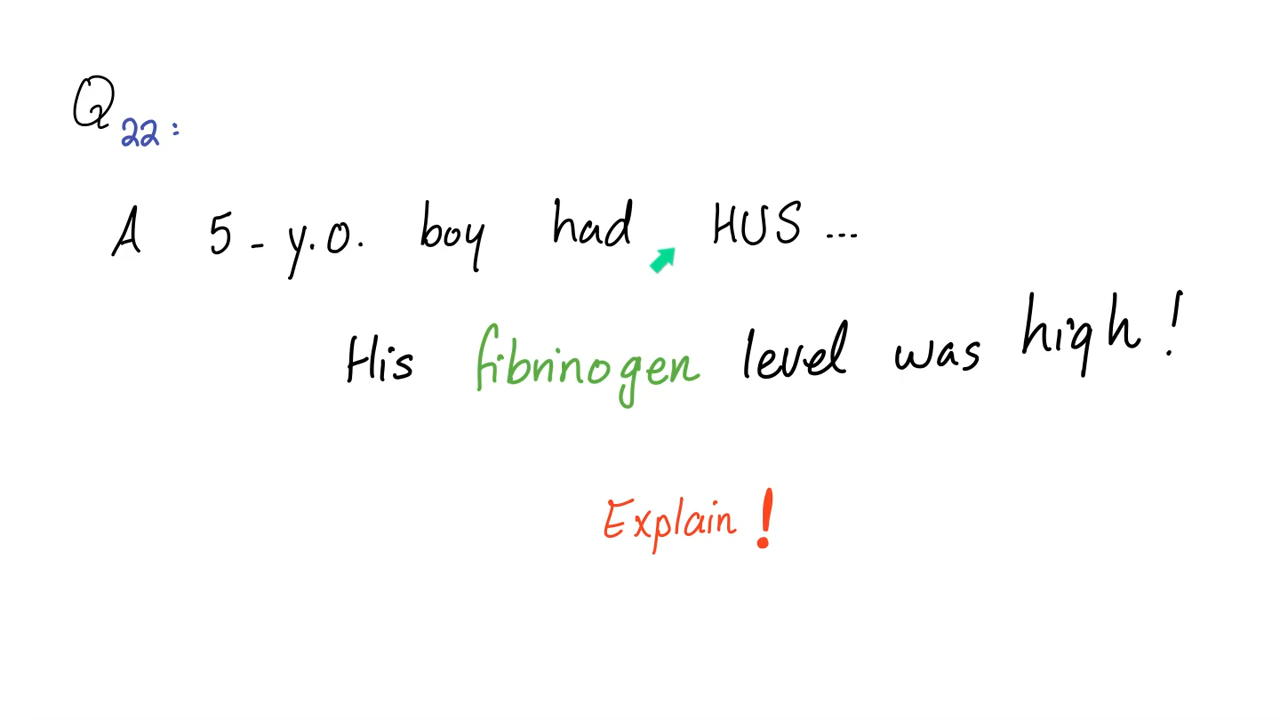 Q22:
A 5-y.o. boy had HUS...
His fibrinogen level was high!
Explain!